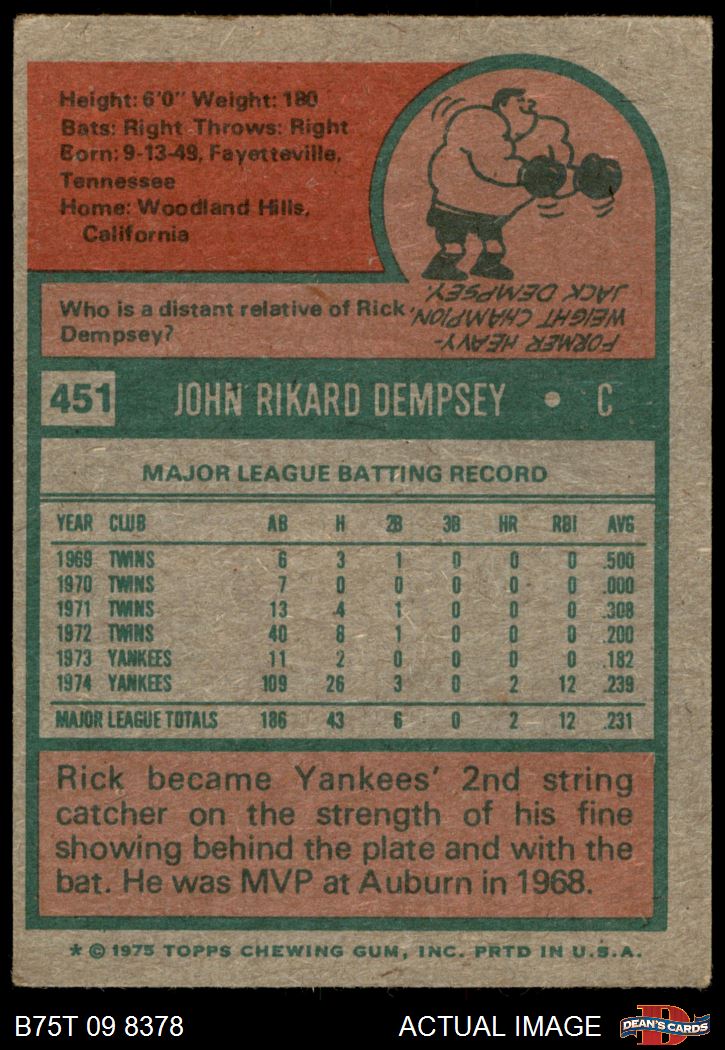 Height: 6'0" Weight: 180
Bats: Right Throws: Right
Born: 9-13-49, Fayetteville,
Tennessee
Home: Woodland Hills,
California
Who is a distant relative of Rick
Dempsey?
FORMER HEAVY-
WEIGHT CHAMPION,
JACK DEMPSEY.
451 JOHN RIKARD DEMPSEY • C
MAJOR LEAGUE BATTING RECORD
YEAR CLUB AB H 2B 3B HR RBI AVG
1969 TWINS 6 3 1 0 0 0 .500
1970 TWINS 7 0 0 0 0 0 .000
1971 TWINS 13 4 1 0 0 0 .308
1972 TWINS 40 8 1 0 0 0 .200
1973 YANKEES 11 2 0 0 0 0 .182
1974 YANKEES 109 26 3 0 2 12 .239
MAJOR LEAGUE TOTALS 186 43 6 0 2 12 .231
Rick became Yankees' 2nd string
catcher on the strength of his fine
showing behind the plate and with the
bat. He was MVP at Auburn in 1968.
* © 1975 TOPPS CHEWING GUM, INC. PRTD IN U.S.A.
B75T 09 8378 ACTUAL IMAGE D DEAN'S CARDS